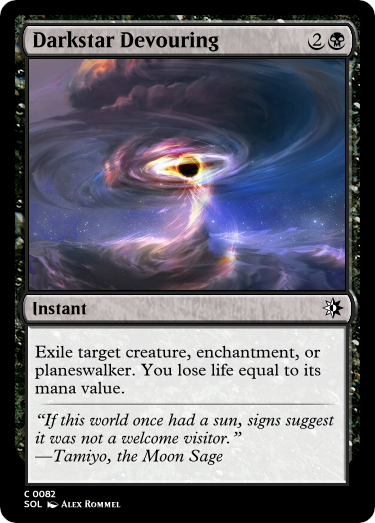 Darkstar Devouring 2
Instant
Exile target creature, enchantment, or
planeswalker. You lose life equal to its
mana value.
“If this world once had a sun, signs suggest
it was not a welcome visitor.”
—Tamiyo, the Moon Sage
C 0082
SOL Alex Rommel